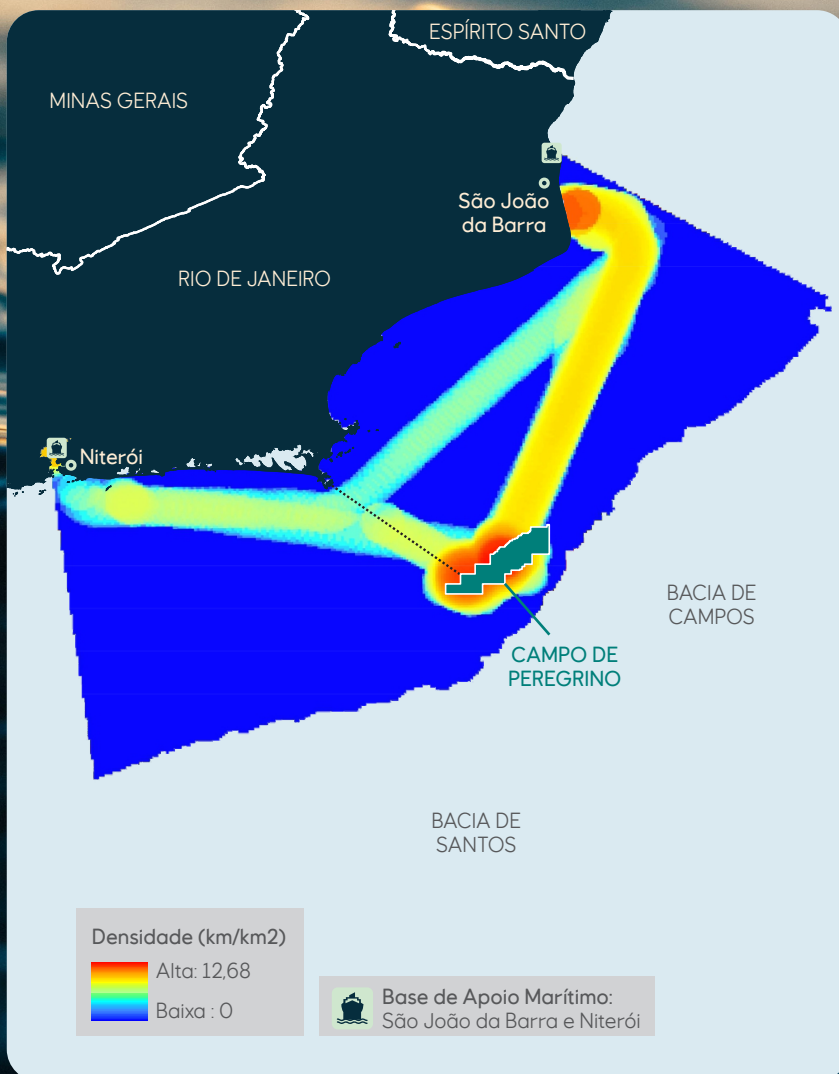 ESPÍRITO SANTO
MINAS GERAIS
São João
da Barra
RIO DE JANEIRO
Niterói
BACIA DE
CAMPOS
CAMPO DE
PEREGRINO
BACIA DE
SANTOS
Densidade (km/km2)
Alta: 12,68
Baixa : 0
Base de Apoio Marítimo:
São João da Barra e Niterói